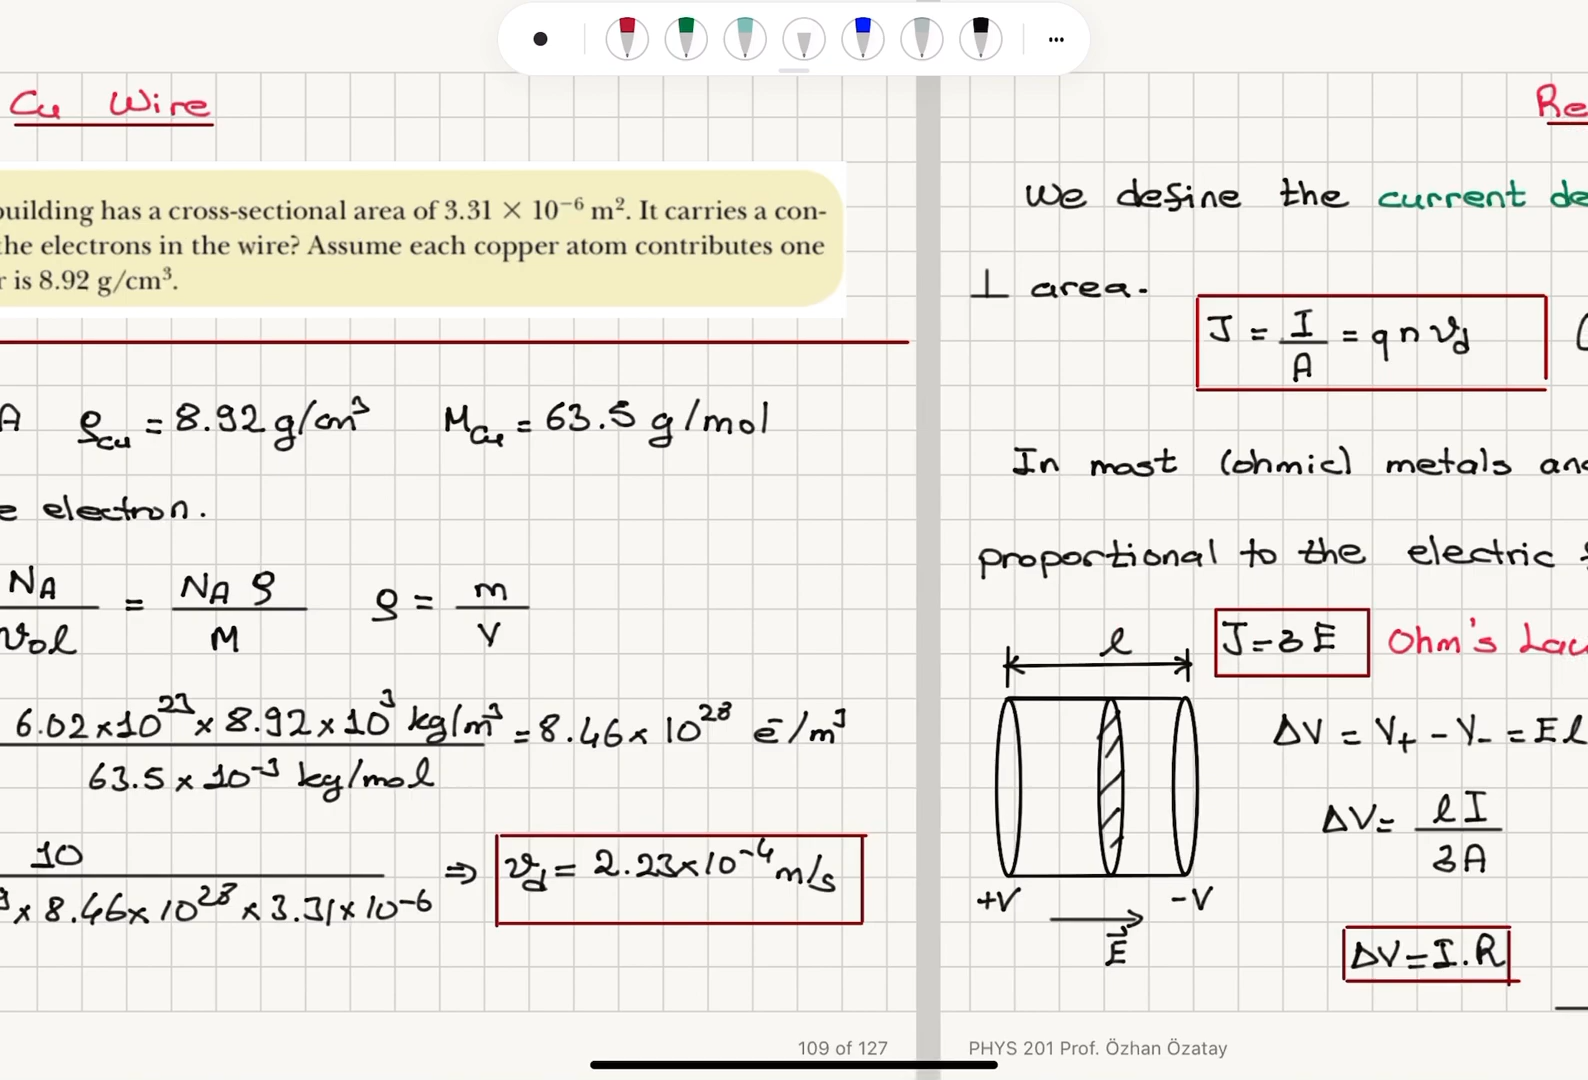 Cu Wire
building has a cross-sectional area of 3.31 × 10⁻⁶ m². It carries a con-
the electrons in the wire? Assume each copper atom contributes one
r is 8.92 g/cm³.
A ρCu = 8.92 g/cm³ MCu = 63.5 g/mol
e electron.
NA/vol = NA ρ/M ρ = m/V
6.02×10²³ × 8.92×10³ kg/m³ / 63.5×10⁻³ kg/mol = 8.46×10²⁸ e⁻/m³
10 / × 8.46×10²⁸ × 3.31×10⁻⁶ ⇒ vd = 2.23×10⁻⁴ m/s
109 of 127
Re
We define the current de
⊥ area.
J = I/A = q n vd (
In most (ohmic) metals and
proportional to the electric f
l
J = σE Ohm's Law
ΔV = V+ - V- = El
ΔV = lI/σA
+V -V
E⃗
ΔV = I.R
PHYS 201 Prof. Özhan Özatay